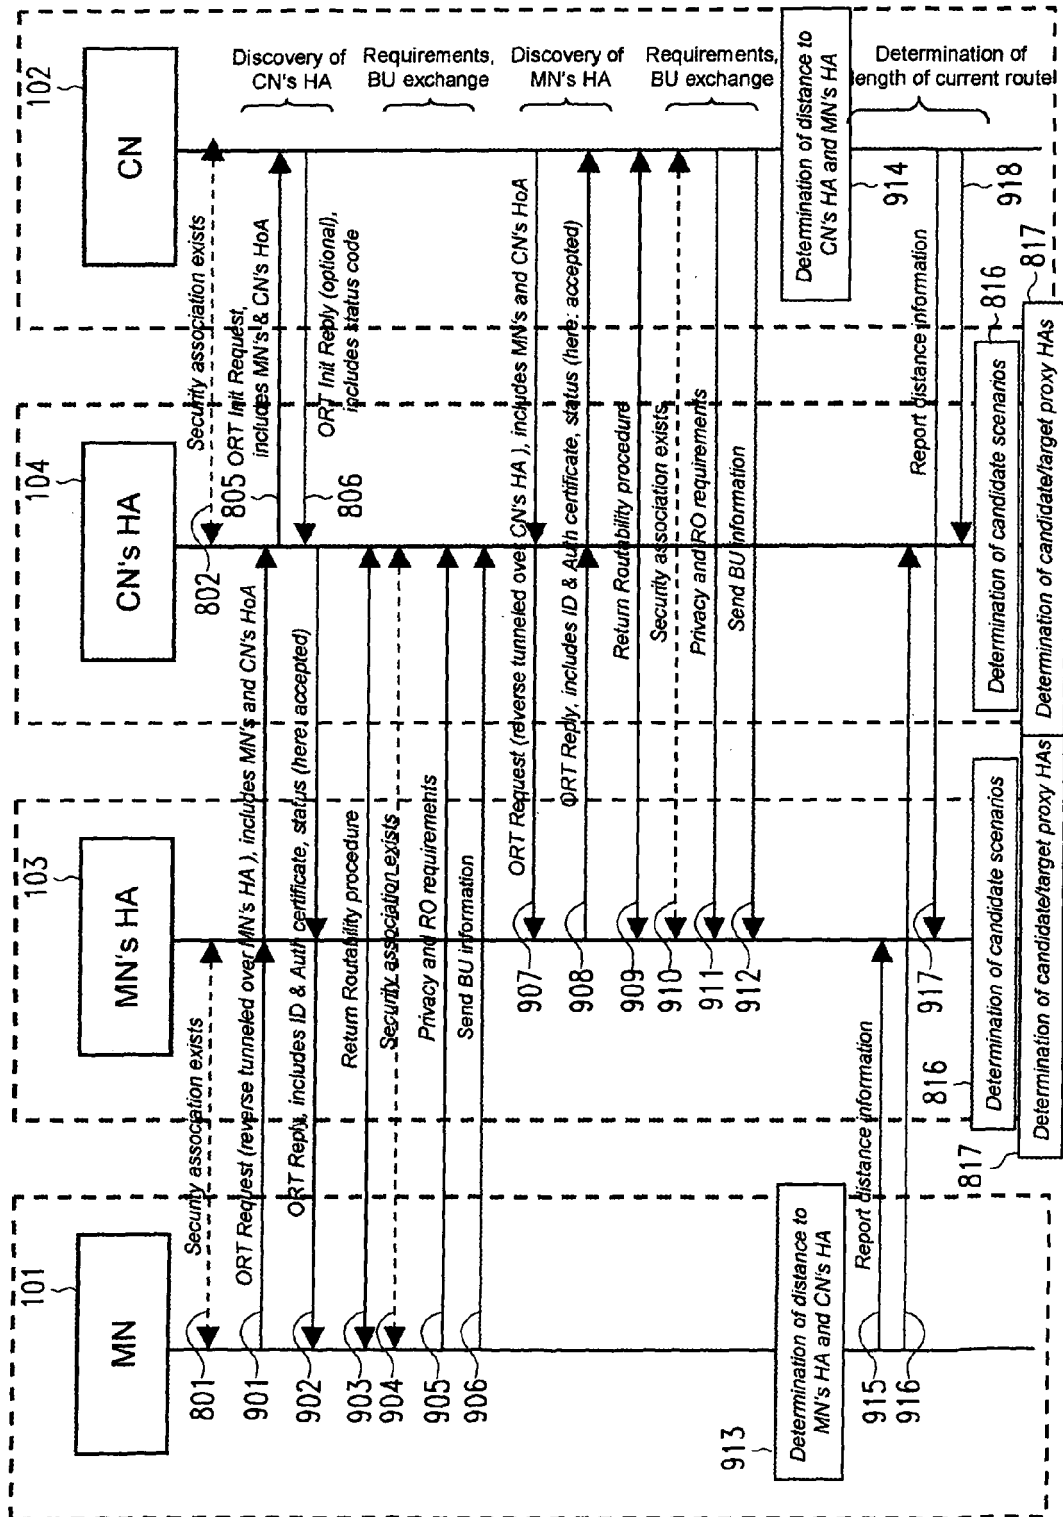 101
MN
103
MN's HA
104
CN's HA
102
CN
801
Security association exists
802
Security association exists
805
ORT Init Request,
includes MN's & CN's HoA
Discovery of
CN's HA
901
ORT Request (reverse tunneled over MN's HA ), includes MN's and CN's HoA
806
ORT Init Reply (optional),
includes status code
902
ORT Reply, includes ID & Auth certificate, status (here: accepted)
903
Return Routability procedure
Requirements,
BU exchange
904
Security association exists
905
Privacy and RO requirements
906
Send BU information
907
ORT Request (reverse tunneled over CN's HA ), includes MN's and CN's HoA
Discovery of
MN's HA
908
ORT Reply, includes ID & Auth certificate, status (here: accepted)
909
Return Routability procedure
Requirements,
BU exchange
910
Security association exists
911
Privacy and RO requirements
912
Send BU information
913
Determination of distance to
MN's HA and CN's HA
Determination of distance to
CN's HA and MN's HA
914
Determination of
length of current route
915
Report distance information
916
917
Report distance information
918
816
Determination of candidate scenarios
Determination of candidate scenarios
816
817
Determination of candidate/target proxy HAs
Determination of candidate/target proxy HAs
817